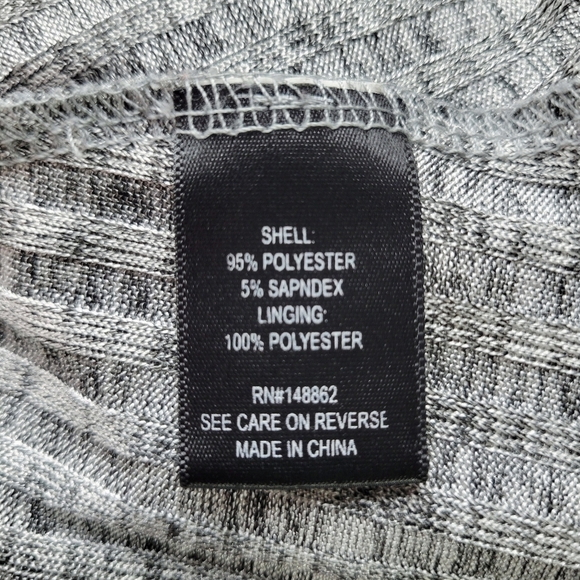 SHELL:
95% POLYESTER
5% SAPNDEX
LINGING:
100% POLYESTER
RN#148862
SEE CARE ON REVERSE
MADE IN CHINA